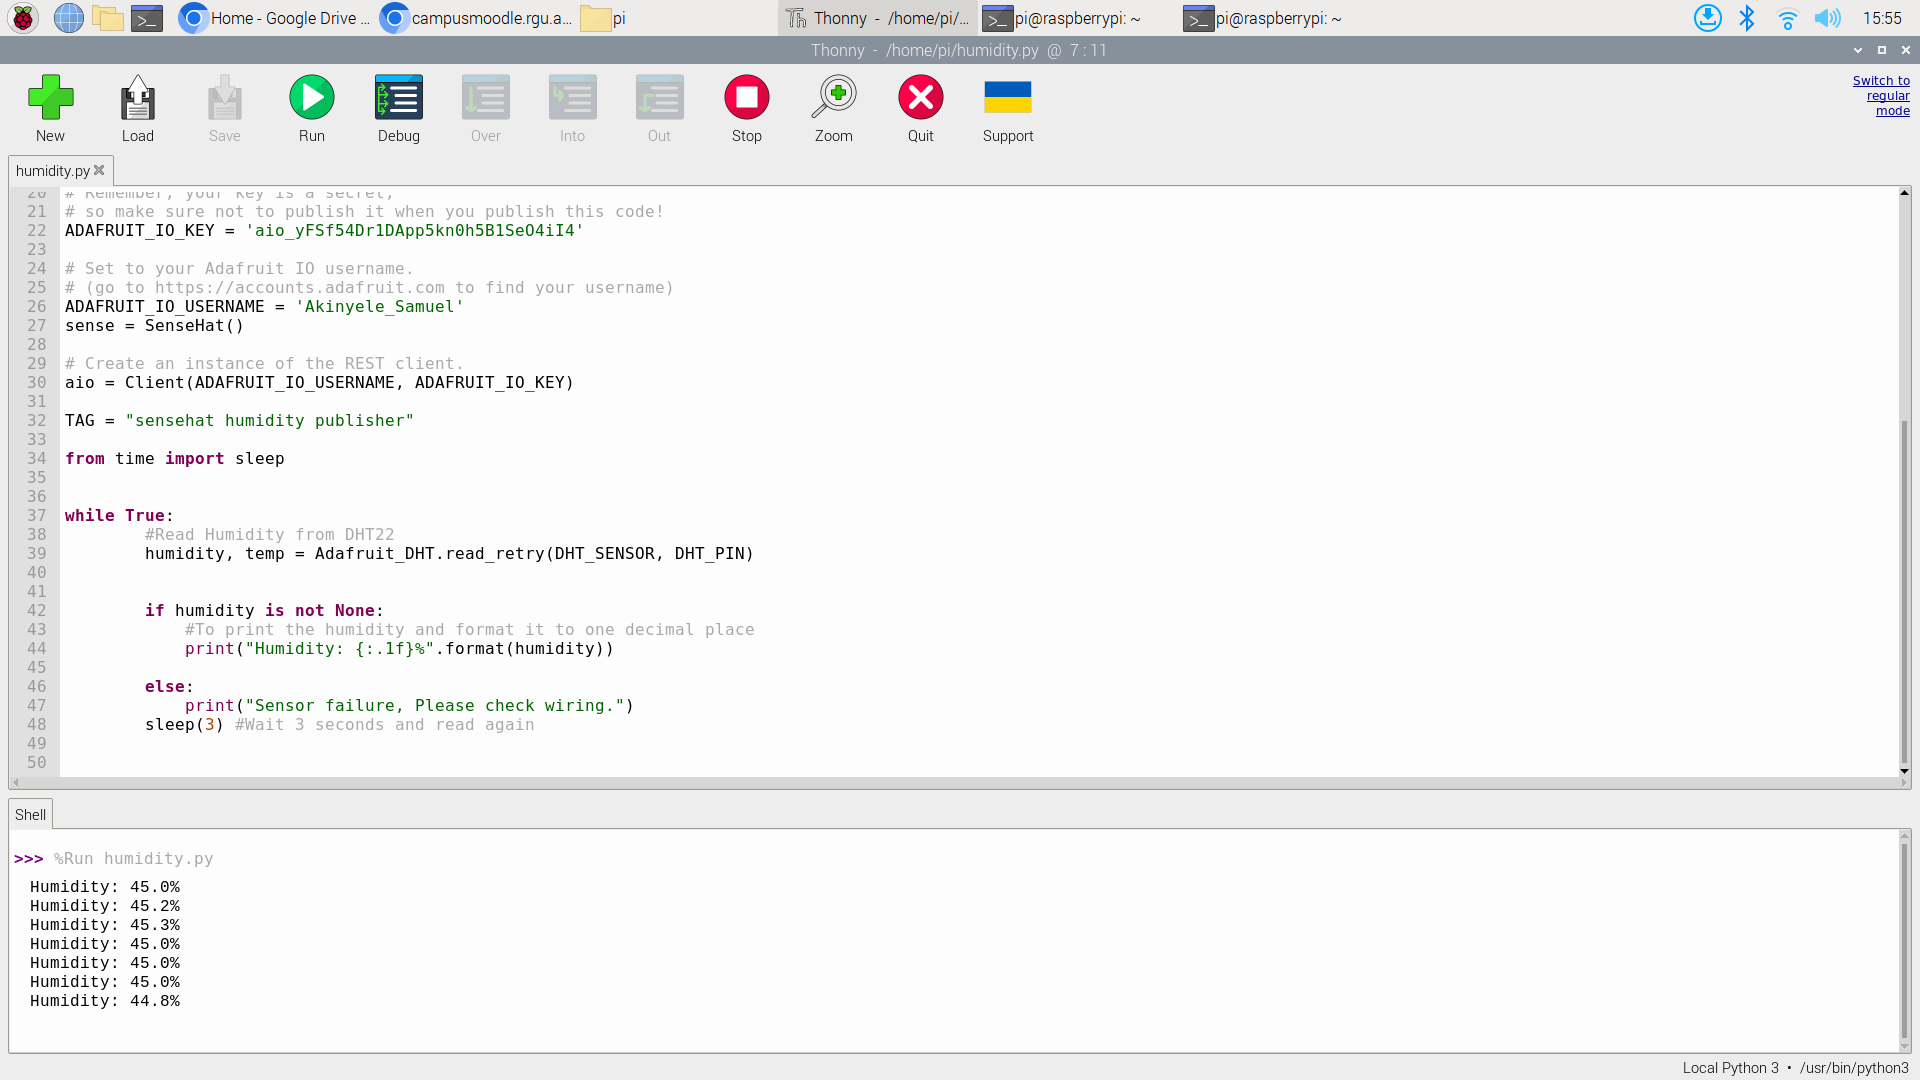 Home - Google Drive ... campusmoodle.rgu.a... pi Thonny - /home/pi/... pi@raspberrypi: ~ pi@raspberrypi: ~ 15:55
Thonny - /home/pi/humidity.py @ 7 : 11
New Load Save Run Debug Over Into Out Stop Zoom Quit Support
Switch to
regular
mode
humidity.py
20 # Remember, your key is a secret,
21 # so make sure not to publish it when you publish this code!
22 ADAFRUIT_IO_KEY = 'aio_yFSf54Dr1DApp5kn0h5B1SeO4iI4'
23
24 # Set to your Adafruit IO username.
25 # (go to https://accounts.adafruit.com to find your username)
26 ADAFRUIT_IO_USERNAME = 'Akinyele_Samuel'
27 sense = SenseHat()
28
29 # Create an instance of the REST client.
30 aio = Client(ADAFRUIT_IO_USERNAME, ADAFRUIT_IO_KEY)
31
32 TAG = "sensehat humidity publisher"
33
34 from time import sleep
35
36
37 while True:
38         #Read Humidity from DHT22
39         humidity, temp = Adafruit_DHT.read_retry(DHT_SENSOR, DHT_PIN)
40
41
42         if humidity is not None:
43             #To print the humidity and format it to one decimal place
44             print("Humidity: {:.1f}%".format(humidity))
45
46         else:
47             print("Sensor failure, Please check wiring.")
48         sleep(3) #Wait 3 seconds and read again
49
50
Shell
>>> %Run humidity.py
Humidity: 45.0%
Humidity: 45.2%
Humidity: 45.3%
Humidity: 45.0%
Humidity: 45.0%
Humidity: 45.0%
Humidity: 44.8%
Local Python 3 • /usr/bin/python3